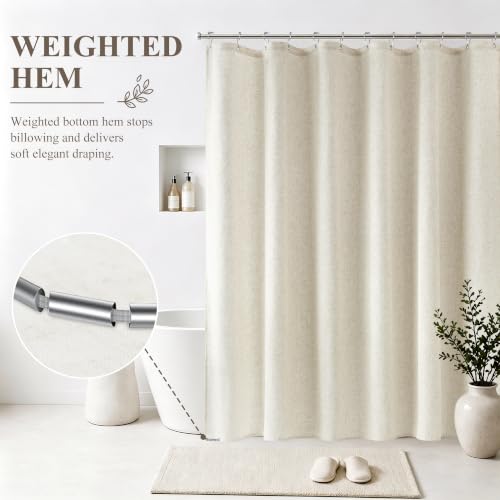 WEIGHTED
HEM
Weighted bottom hem stops
billowing and delivers
soft elegant draping.